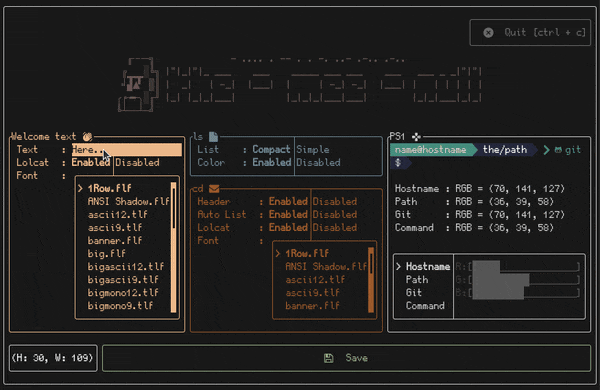 Quit [ctrl + c]
Welcome text
Text : Here..
Lolcat : Enabled Disabled
Font :
> 1Row.flf
ANSI Shadow.flf
ascii12.tlf
ascii9.tlf
banner.flf
big.flf
bigascii12.tlf
bigascii9.tlf
bigmono12.tlf
bigmono9.tlf
ls
List : Compact Simple
Color : Enabled Disabled
cd
Header : Enabled Disabled
Auto List : Enabled Disabled
Lolcat : Enabled Disabled
Font :
> 1Row.flf
ANSI Shadow.flf
ascii12.tlf
ascii9.tlf
banner.flf
PS1
name@hostname the/path git
$
Hostname : RGB = (70, 141, 127)
Path : RGB = (36, 39, 58)
Git : RGB = (70, 141, 127)
Command : RGB = (36, 39, 58)
> Hostname R:[ ]
Path G:[ ]
Git B:[ ]
Command
(H: 30, W: 109)
Save